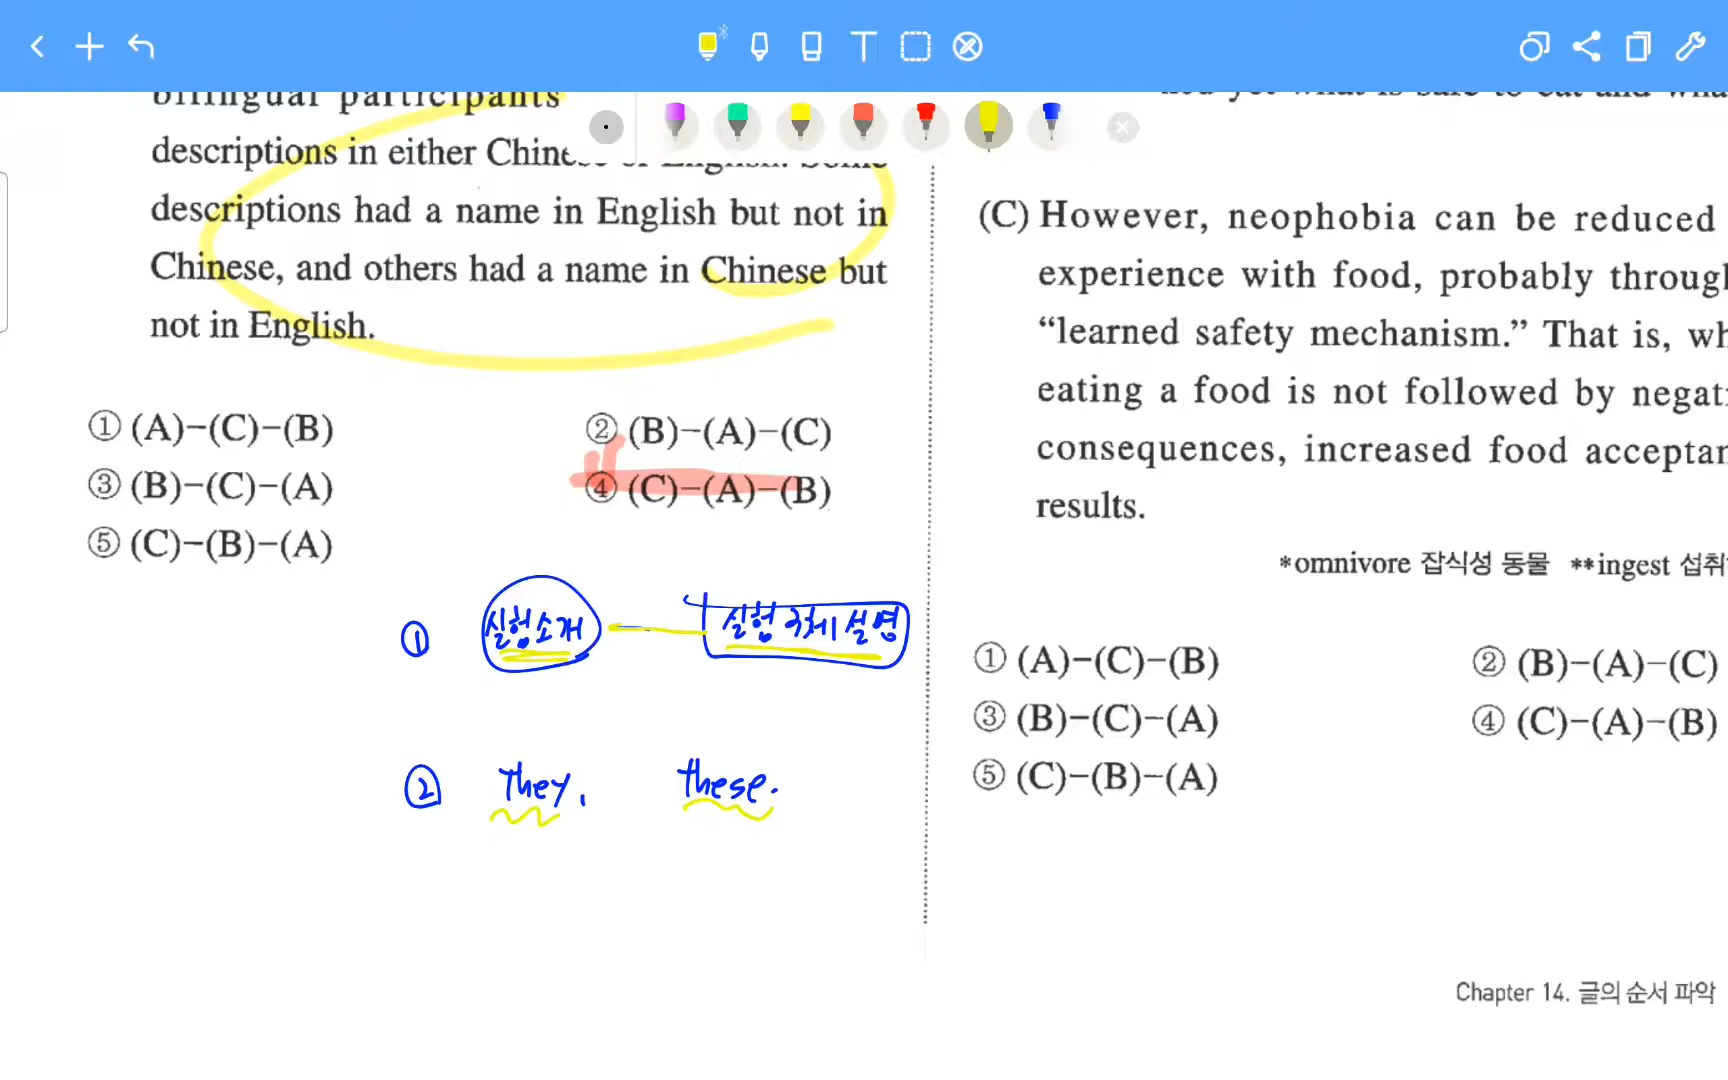 bilingual participants
descriptions in either Chinese or English. Some
descriptions had a name in English but not in
Chinese, and others had a name in Chinese but
not in English.
① (A)-(C)-(B)
② (B)-(A)-(C)
③ (B)-(C)-(A)
④ (C)-(A)-(B)
⑤ (C)-(B)-(A)
① 실험소개 실험 구체 설명
② They, these.
(C) However, neophobia can be reduced
experience with food, probably through
“learned safety mechanism.” That is,
eating a food is not followed by
consequences, increased food
results.
*omnivore 잡식성 동물 **ingest 섭취
① (A)-(C)-(B)
② (B)-(A)-(C)
③ (B)-(C)-(A)
④ (C)-(A)-(B)
⑤ (C)-(B)-(A)
Chapter 14. 글의 순서 파악